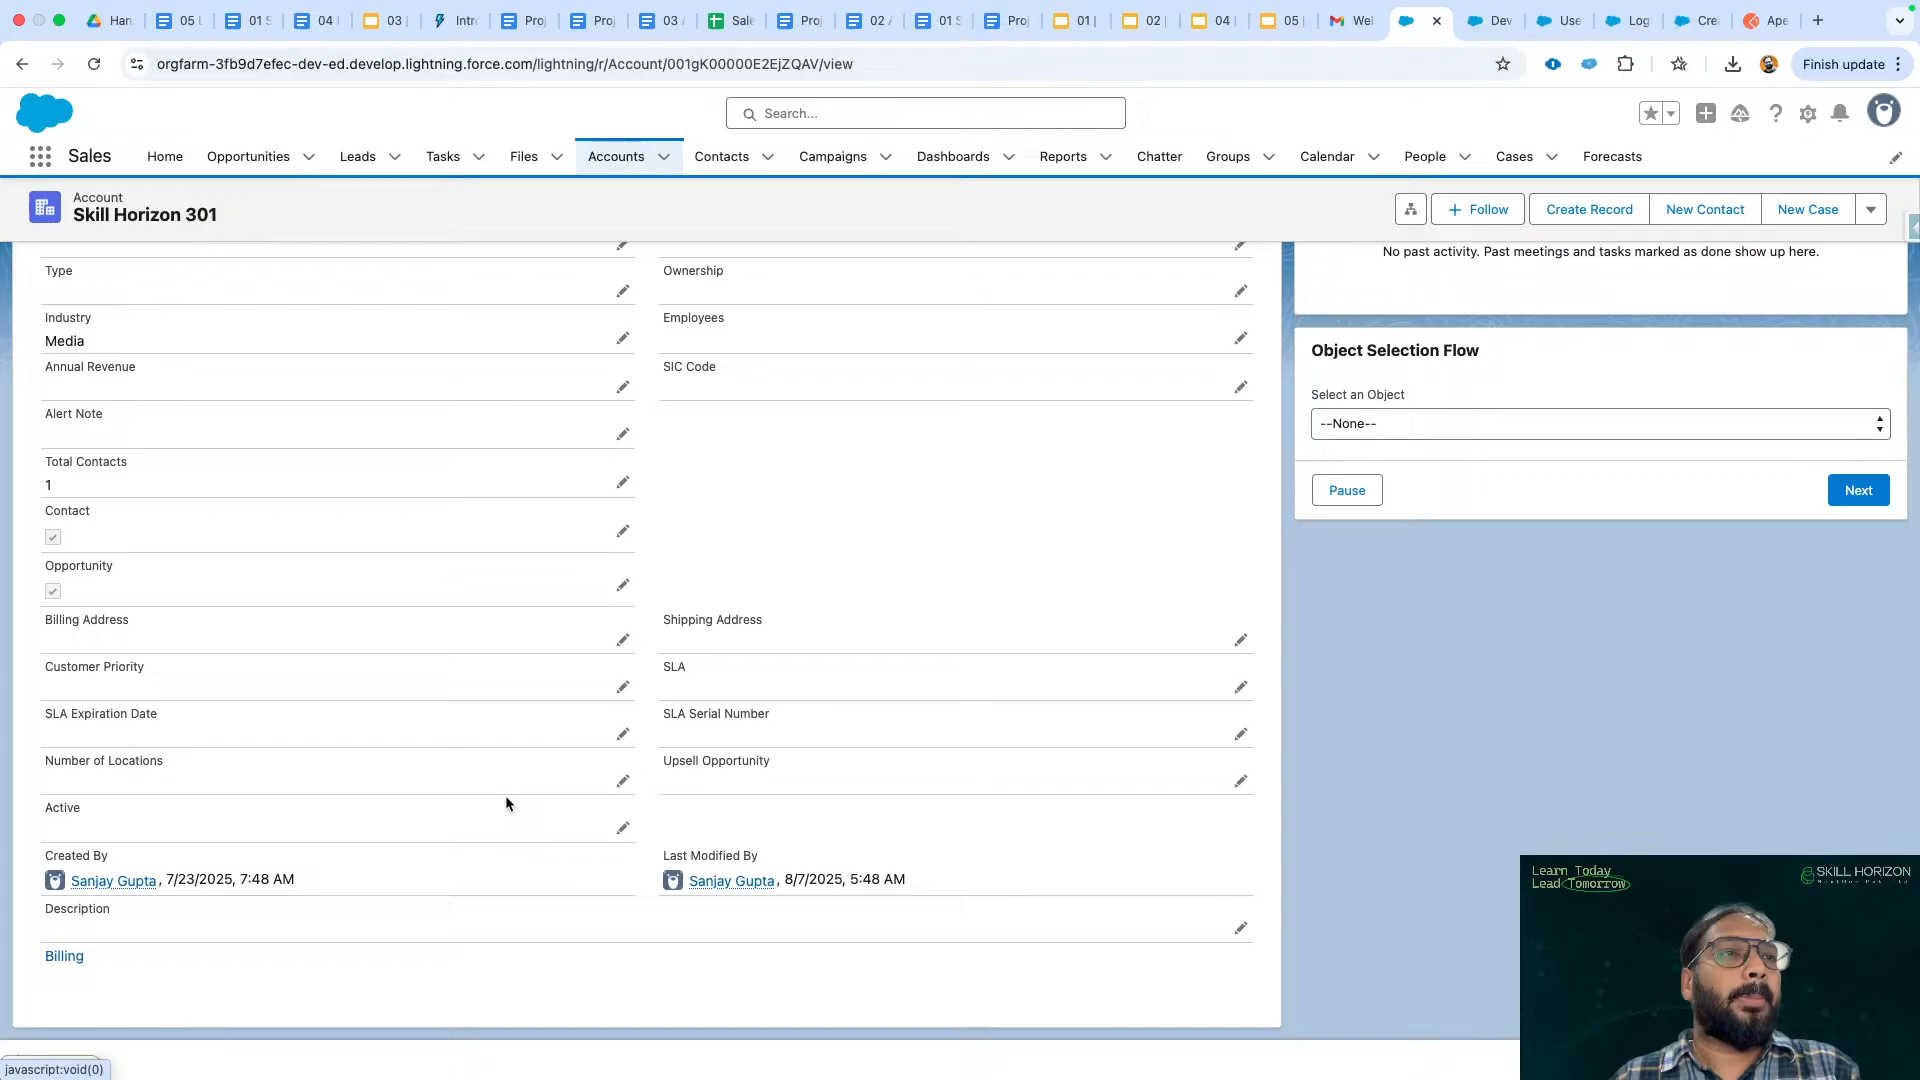 Han
05 L
01 S
04 I
03 |
Intr
Proj
Proj
03 /
Sale
Proj
02 /
01 S
Proj
01 |
02 |
04 |
05 |
Wel
Dev
Use
Log
Cre
Ape
orgfarm-3fb9d7efec-dev-ed.develop.lightning.force.com/lightning/r/Account/001gK00000E2EjZQAV/view
Finish update
Search...
Sales
Home
Opportunities
Leads
Tasks
Files
Accounts
Contacts
Campaigns
Dashboards
Reports
Chatter
Groups
Calendar
People
Cases
Forecasts
Account
Skill Horizon 301
Follow
Create Record
New Contact
New Case
Type
Ownership
Industry
Media
Employees
Annual Revenue
SIC Code
Alert Note
Total Contacts
1
Contact
Opportunity
Billing Address
Shipping Address
Customer Priority
SLA
SLA Expiration Date
SLA Serial Number
Number of Locations
Upsell Opportunity
Active
Created By
Sanjay Gupta, 7/23/2025, 7:48 AM
Last Modified By
Sanjay Gupta, 8/7/2025, 5:48 AM
Description
Billing
No past activity. Past meetings and tasks marked as done show up here.
Object Selection Flow
Select an Object
--None--
Pause
Next
Learn Today
Lead Tomorrow
SKILL HORIZON
javascript:void(0)